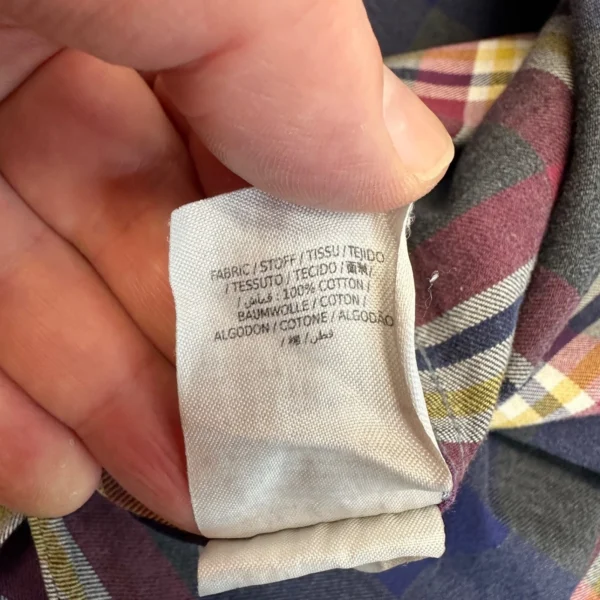 FABRIC / STOFF / TISSU / TEJIDO
/ TESSUTO / TECIDO / 面料 /
/ قماش : 100% COTTON /
BAUMWOLLE / COTON /
ALGODON / COTONE / ALGODÃO
/ 棉 / قطن